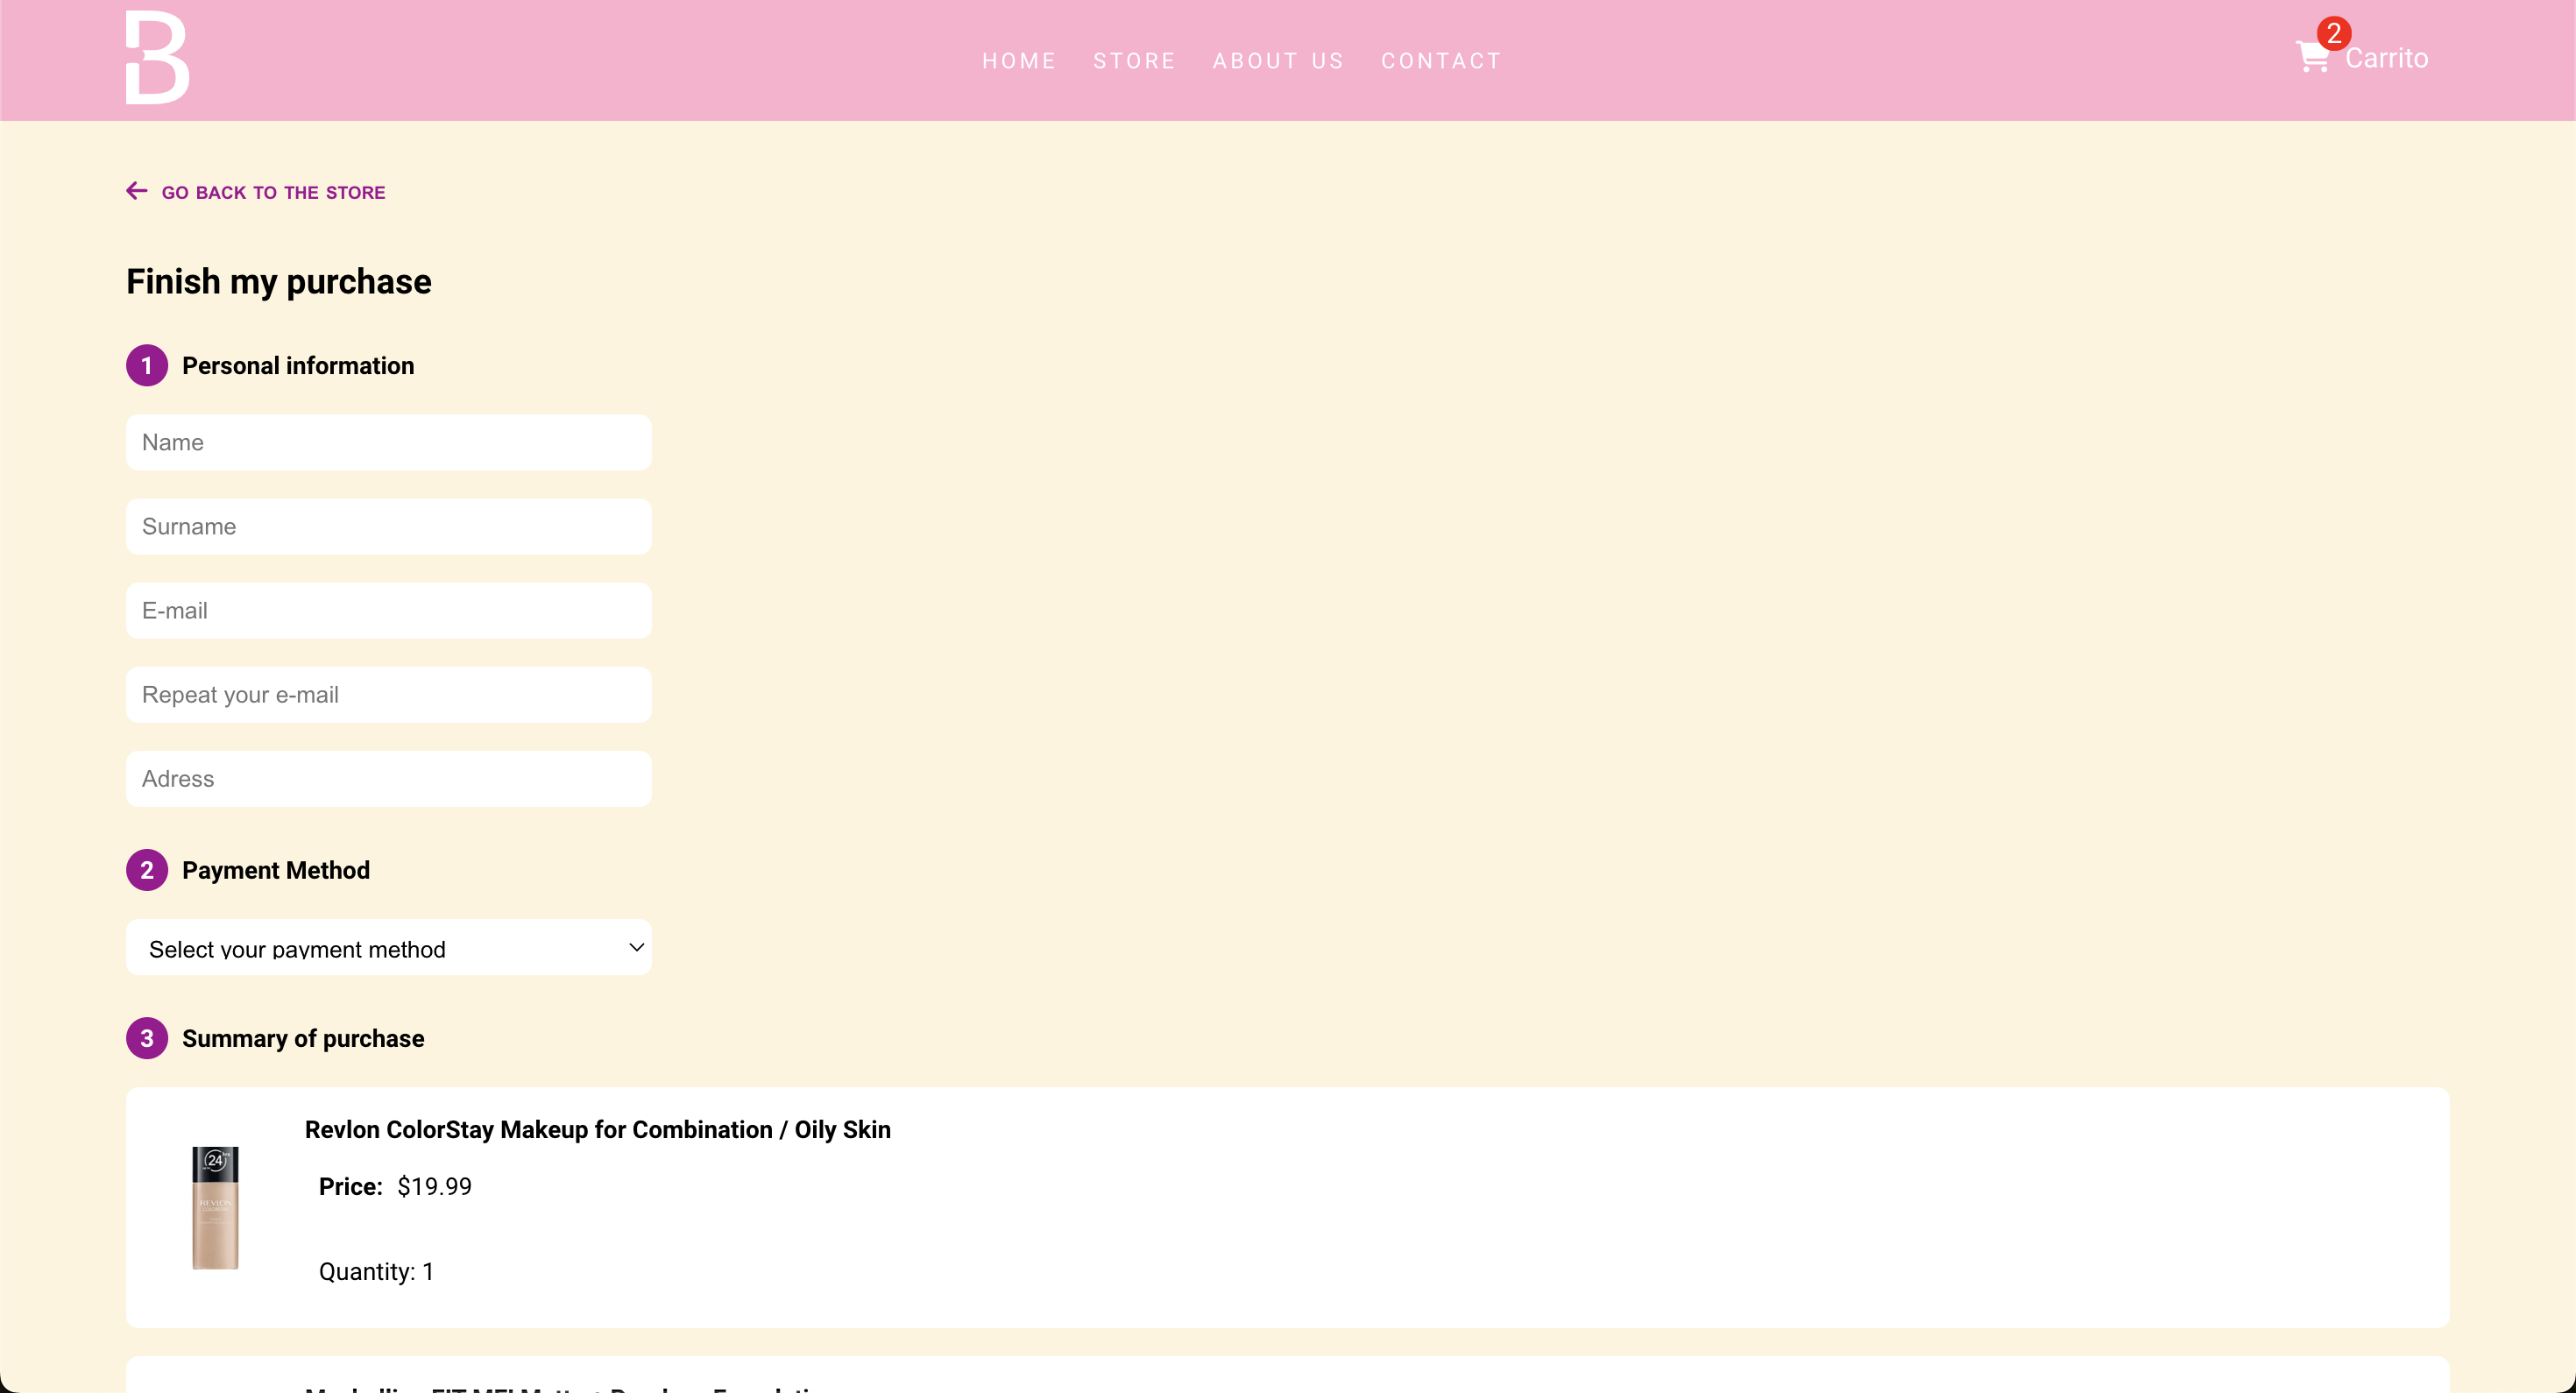 B
HOME STORE ABOUT US CONTACT
2
Carrito
GO BACK TO THE STORE
Finish my purchase
1 Personal information
Name
Surname
E-mail
Repeat your e-mail
Adress
2 Payment Method
Select your payment method
3 Summary of purchase
Revlon ColorStay Makeup for Combination / Oily Skin
24
REVLON
Price: $19.99
Quantity: 1